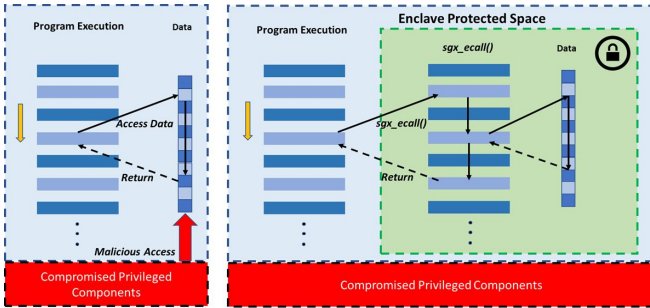 Program Execution
Data
Access Data
Return
Malicious Access
Compromised Privileged
Components
Enclave Protected Space
Program Execution
sgx_ecall()
Data
sgx_ecall()
Return
Compromised Privileged Components